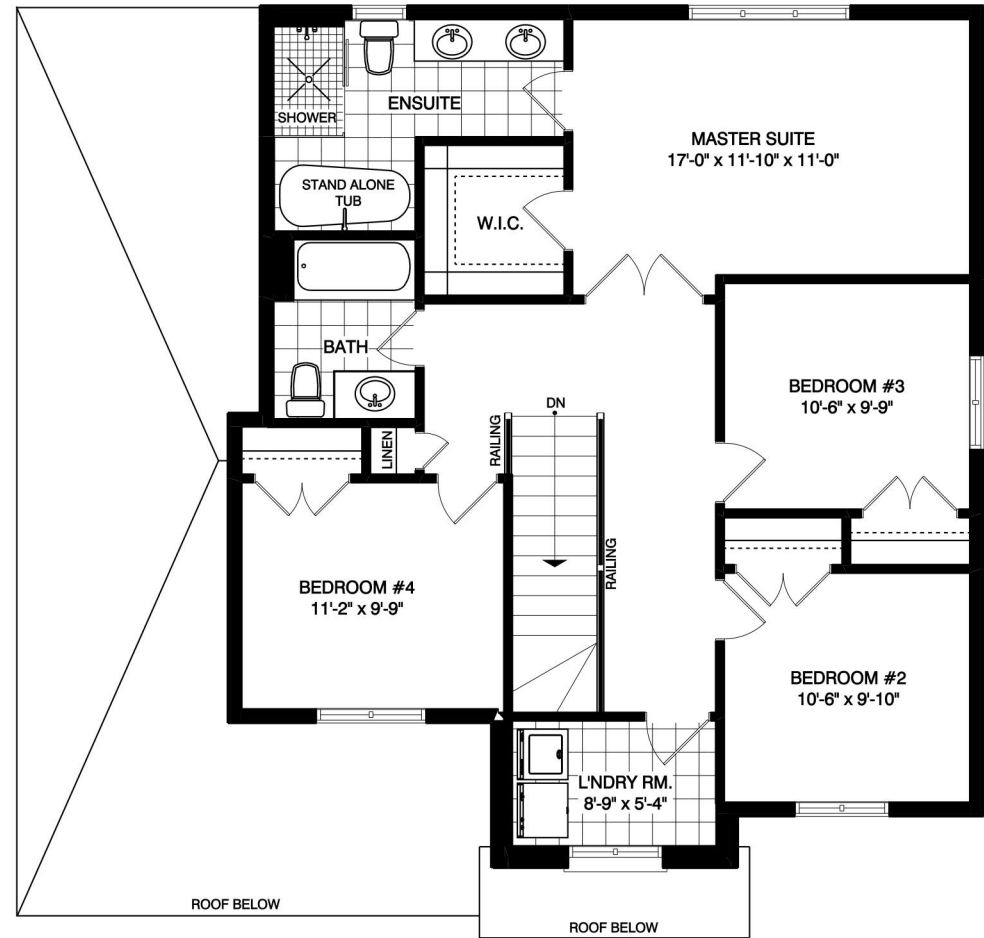 SHOWER
ENSUITE
MASTER SUITE
17'-0" x 11'-10" x 11'-0"
STAND ALONE
TUB
W.I.C.
BATH
BEDROOM #3
10'-6" x 9'-9"
DN
RAILING
LINEN
RAILING
BEDROOM #4
11'-2" x 9'-9"
BEDROOM #2
10'-6" x 9'-10"
L'NDRY RM.
8'-9" x 5'-4"
ROOF BELOW
ROOF BELOW